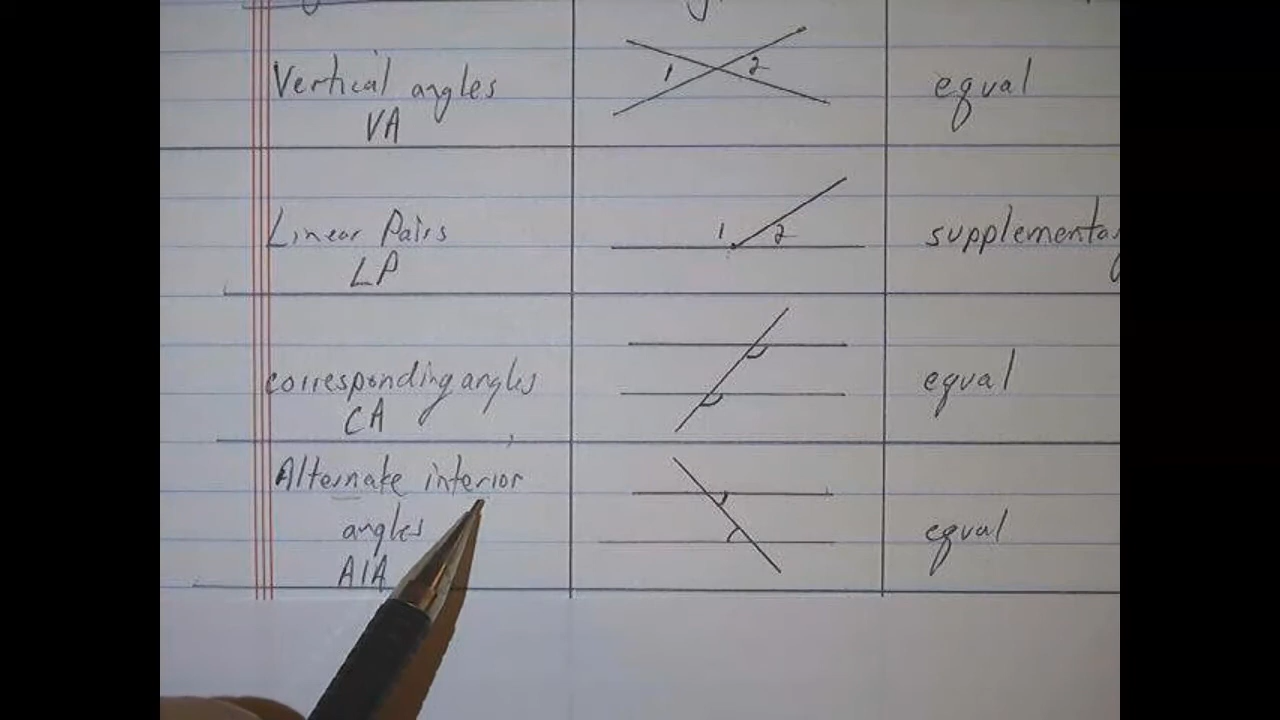 Vertical angles
VA
1 2
equal
Linear Pairs
LP
1 2
supplementary
corresponding angles
CA
equal
Alternate interior
angles
AIA
equal